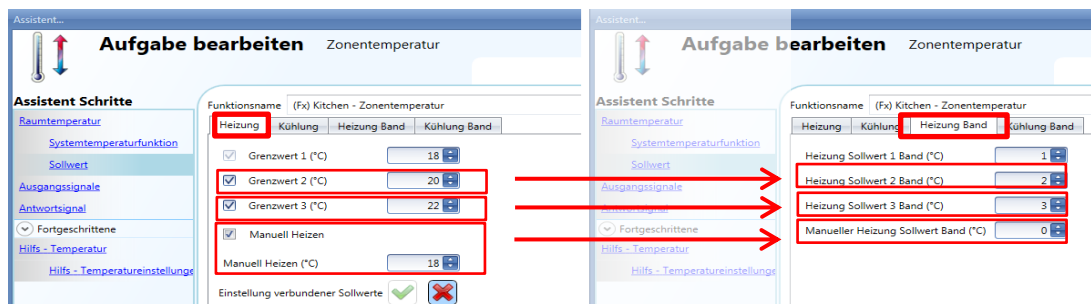 Assistent...
Aufgabe bearbeiten Zonentemperatur
Assistent Schritte
Raumtemperatur
Systemtemperaturfunktion
Sollwert
Ausgangssignale
Antwortsignal
Fortgeschrittene
Hilfs - Temperatur
Hilfs - Temperatureinstellunge
Funktionsname (Fx) Kitchen - Zonentemperatur
Heizung Kühlung Heizung Band Kühlung Band
Grenzwert 1 (°C) 18
Grenzwert 2 (°C) 20
Grenzwert 3 (°C) 22
Manuell Heizen
Manuell Heizen (°C) 18
Einstellung verbundener Sollwerte
Assistent...
Aufgabe bearbeiten Zonentemperatur
Assistent Schritte
Raumtemperatur
Systemtemperaturfunktion
Sollwert
Ausgangssignale
Antwortsignal
Fortgeschrittene
Hilfs - Temperatur
Hilfs - Temperatureinstellunge
Funktionsname (Fx) Kitchen - Zonentemperatur
Heizung Kühlung Heizung Band Kühlung Band
Heizung Sollwert 1 Band (°C) 1
Heizung Sollwert 2 Band (°C) 2
Heizung Sollwert 3 Band (°C) 3
Manueller Heizung Sollwert Band (°C) 0